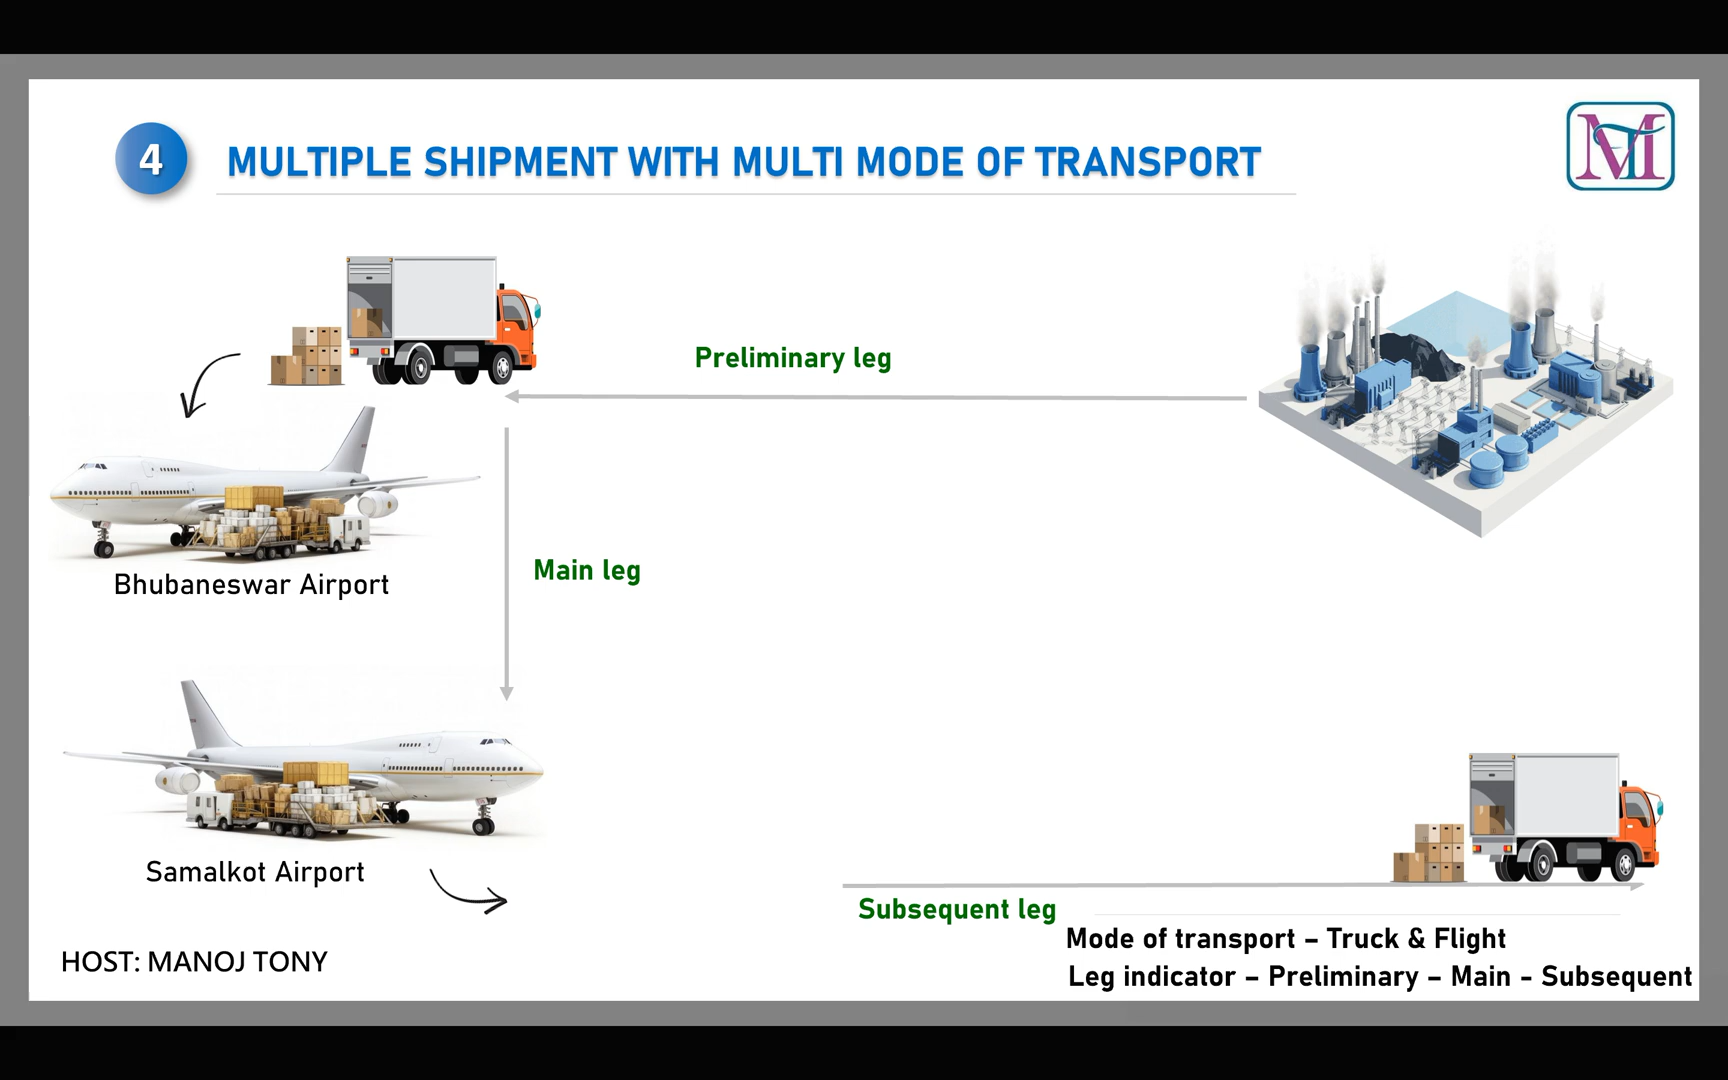 4
MULTIPLE SHIPMENT WITH MULTI MODE OF TRANSPORT
MT
Preliminary leg
Bhubaneswar Airport
Main leg
Samalkot Airport
Subsequent leg
Mode of transport – Truck & Flight
Leg indicator – Preliminary – Main - Subsequent
HOST: MANOJ TONY